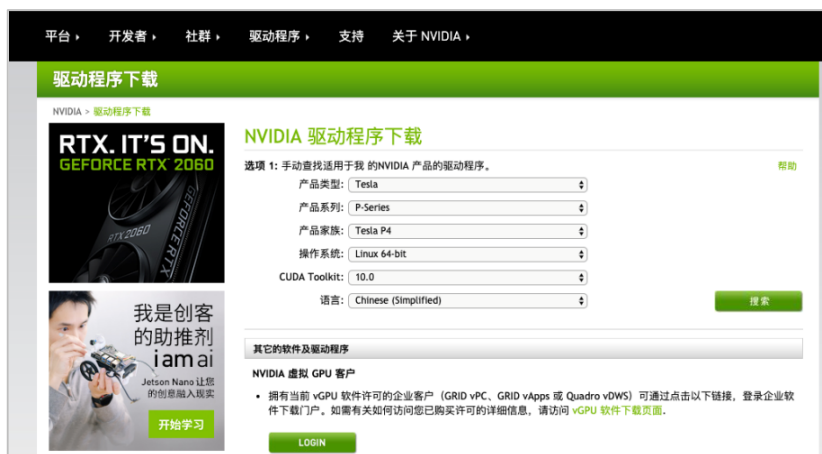 平台 开发者 社群 驱动程序 支持 关于 NVIDIA
驱动程序下载
NVIDIA > 驱动程序下载
RTX. IT'S ON.
GEFORCE RTX 2060
RTX 2060
GEFORCE RTX
NVIDIA 驱动程序下载
选项 1: 手动查找适用于我 的NVIDIA 产品的驱动程序。
帮助
产品类型: Tesla
产品系列: P-Series
产品家族: Tesla P4
操作系统: Linux 64-bit
CUDA Toolkit: 10.0
语言: Chinese (Simplified)
搜索
我是创客
的助推剂
i am ai
Jetson Nano 让您
的创意融入现实
开始学习
其它的软件及驱动程序
NVIDIA 虚拟 GPU 客户
• 拥有当前 vGPU 软件许可的企业客户（GRID vPC、GRID vApps 或 Quadro vDWS）可通过点击以下链接，登录企业软
件下载门户。如需有关如何访问您已购买许可的详细信息，请访问 vGPU 软件下载页面.
LOGIN